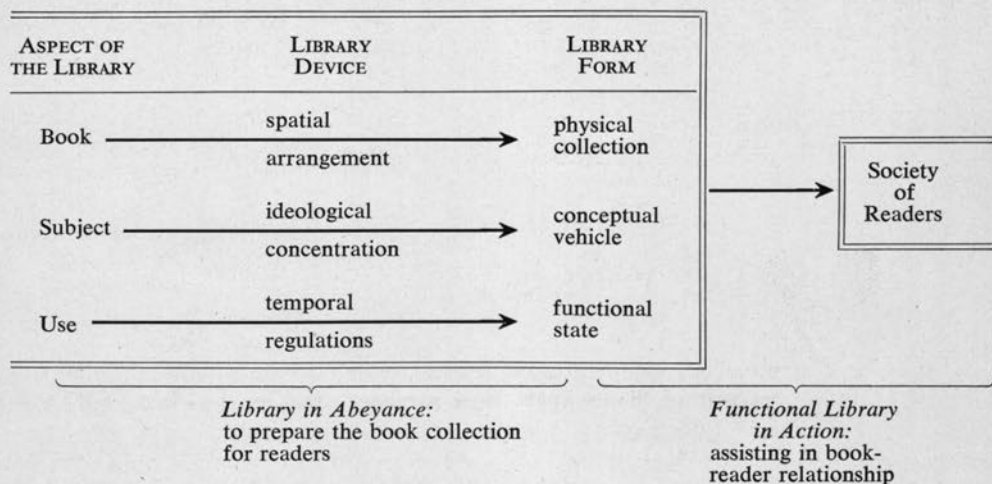 ASPECT OF
THE LIBRARY
LIBRARY
DEVICE
LIBRARY
FORM
Book
spatial
arrangement
physical
collection
Subject
ideological
concentration
conceptual
vehicle
Use
temporal
regulations
functional
state
Society
of
Readers
Library in Abeyance:
to prepare the book collection
for readers
Functional Library
in Action:
assisting in book-
reader relationship